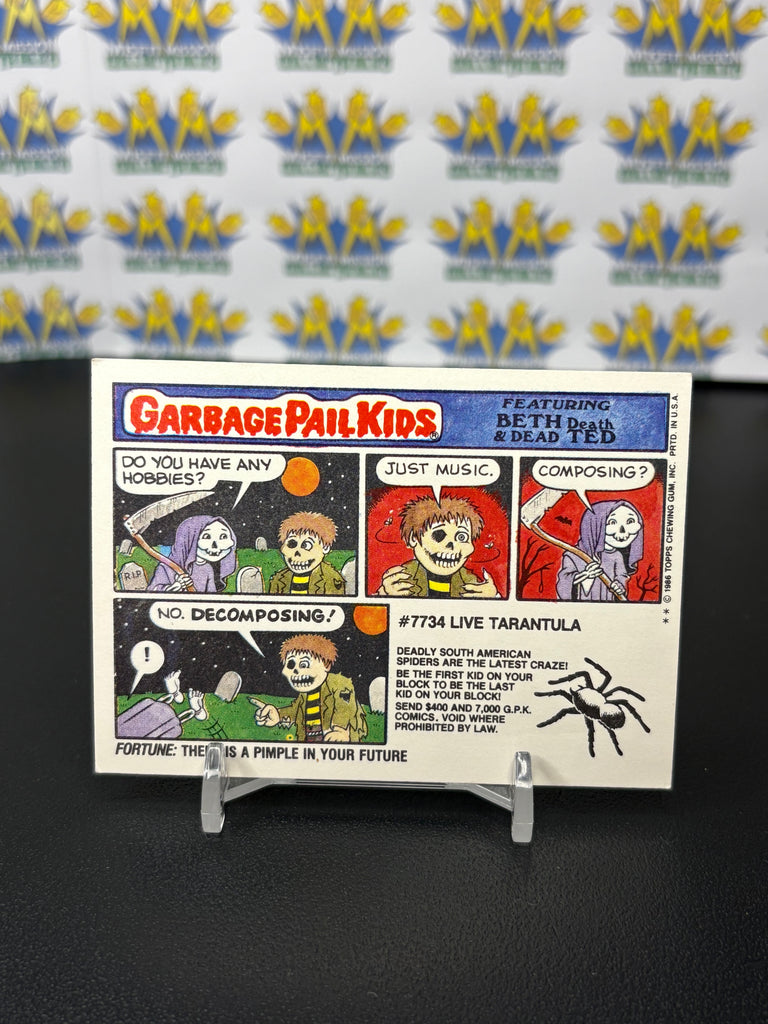 GARBAGE PAIL KIDS®
FEATURING
BETH Death
& DEAD TED
DO YOU HAVE ANY
HOBBIES?
R.I.P
JUST MUSIC.
COMPOSING?
NO. DECOMPOSING!
!
#7734 LIVE TARANTULA
DEADLY SOUTH AMERICAN
SPIDERS ARE THE LATEST CRAZE!
BE THE FIRST KID ON YOUR
BLOCK TO BE THE LAST
KID ON YOUR BLOCK!
SEND $400 AND 7,000 G.P.K.
COMICS. VOID WHERE
PROHIBITED BY LAW.
FORTUNE: THERE IS A PIMPLE IN YOUR FUTURE
** © 1986 TOPPS CHEWING GUM, INC. PRTD. IN U.S.A.